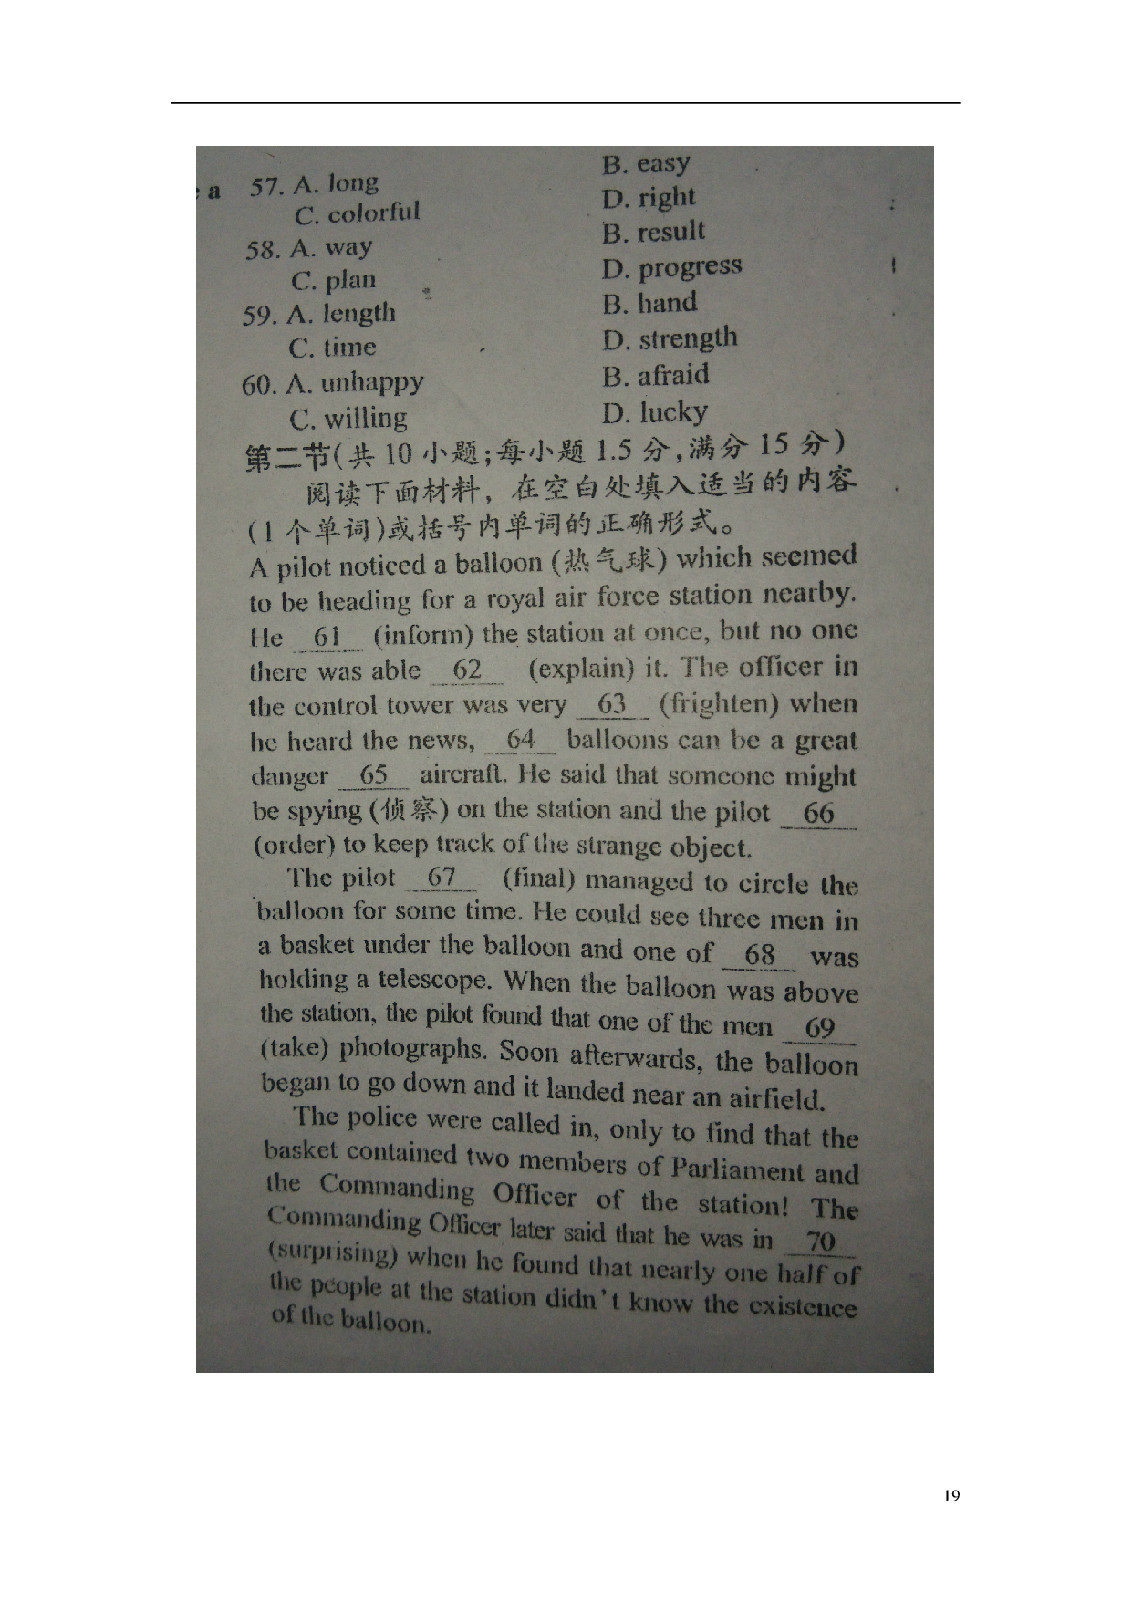 : a 57. A. long B. easy
C. colorful D. right
58. A. way B. result
C. plan D. progress
59. A. length B. hand
C. time D. strength
60. A. unhappy B. afraid
C. willing D. lucky
第二节(共 10 小题;每小题 1.5 分,满分 15 分)
阅读下面材料，在空白处填入适当的内容
(1 个单词)或括号内单词的正确形式。
A pilot noticed a balloon (热气球) which seemed
to be heading for a royal air force station nearby.
He 61 (inform) the station at once, but no one
there was able 62 (explain) it. The officer in
the control tower was very 63 (frighten) when
he heard the news, 64 balloons can be a great
danger 65 aircraft. He said that someone might
be spying (侦察) on the station and the pilot 66
(order) to keep track of the strange object.
The pilot 67 (final) managed to circle the
balloon for some time. He could see three men in
a basket under the balloon and one of 68 was
holding a telescope. When the balloon was above
the station, the pilot found that one of the men 69
(take) photographs. Soon afterwards, the balloon
began to go down and it landed near an airfield.
The police were called in, only to find that the
basket contained two members of Parliament and
the Commanding Officer of the station! The
Commanding Officer later said that he was in 70
(surprising) when he found that nearly one half of
the people at the station didn't know the existence
of the balloon.
19